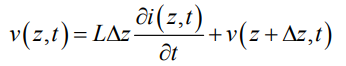 v(z,t) = LΔz ∂i(z,t)/∂t + v(z+Δz,t)